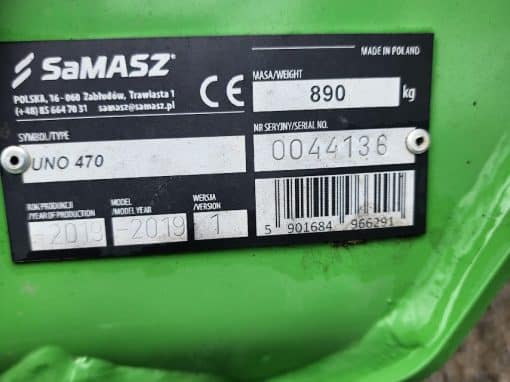 SaMASZ
MADE IN POLAND
POLSKA, 16 - 060 Zabłudów, Trawiasta 1
(+48) 85 664 70 31 samasz@samasz.pl
CE
MASA/WEIGHT
890 kg
SYMBOL/TYPE
UNO 470
NR SERYJNY/SERIAL NO.
0044136
ROK PRODUKCJI
/YEAR OF PRODUCTION
-2019
MODEL
/MODEL YEAR
-2019
WERSJA
/VERSION
1
5 901684 966291